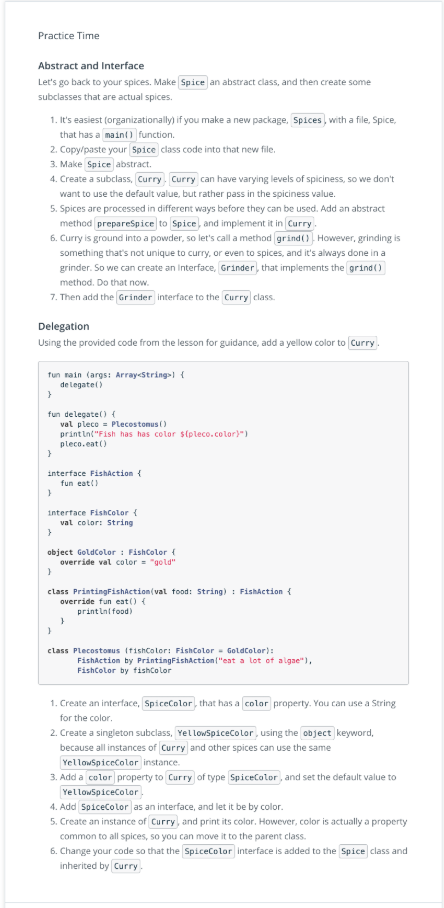 Practice Time
Abstract and Interface
Let's go back to your spices. Make Spice an abstract class, and then create some
subclasses that are actual spices.
1. It's easiest (organizationally) if you make a new package, Spices, with a file, Spice,
that has a main() function.
2. Copy/paste your Spice class code into that new file.
3. Make Spice abstract.
4. Create a subclass, Curry. Curry can have varying levels of spiciness, so we don't
want to use the default value, but rather pass in the spiciness value.
5. Spices are processed in different ways before they can be used. Add an abstract
method prepareSpice to Spice, and implement it in Curry.
6. Curry is ground into a powder, so let's call a method grind(). However, grinding is
something that's not unique to curry, or even to spices, and it's always done in a
grinder. So we can create an Interface, Grinder, that implements the grind()
method. Do that now.
7. Then add the Grinder interface to the Curry class.
Delegation
Using the provided code from the lesson for guidance, add a yellow color to Curry.
fun main (args: Array<String>) {
delegate()
}
fun delegate() {
val pleco = Plecostomus()
println("Fish has has color ${pleco.color}")
pleco.eat()
}
interface FishAction {
fun eat()
}
interface FishColor {
val color: String
}
object GoldColor : FishColor {
override val color = "gold"
}
class PrintingFishAction(val food: String) : FishAction {
override fun eat() {
println(food)
}
}
class Plecostomus (fishColor: FishColor = GoldColor):
FishAction by PrintingFishAction("eat a lot of algae"),
FishColor by fishColor
1. Create an interface, SpiceColor, that has a color property. You can use a String
for the color.
2. Create a singleton subclass, YellowSpiceColor, using the object keyword,
because all instances of Curry and other spices can use the same
YellowSpiceColor instance.
3. Add a color property to Curry of type SpiceColor, and set the default value to
YellowSpiceColor.
4. Add SpiceColor as an interface, and let it be by color.
5. Create an instance of Curry, and print its color. However, color is actually a property
common to all spices, so you can move it to the parent class.
6. Change your code so that the SpiceColor interface is added to the Spice class and
inherited by Curry.